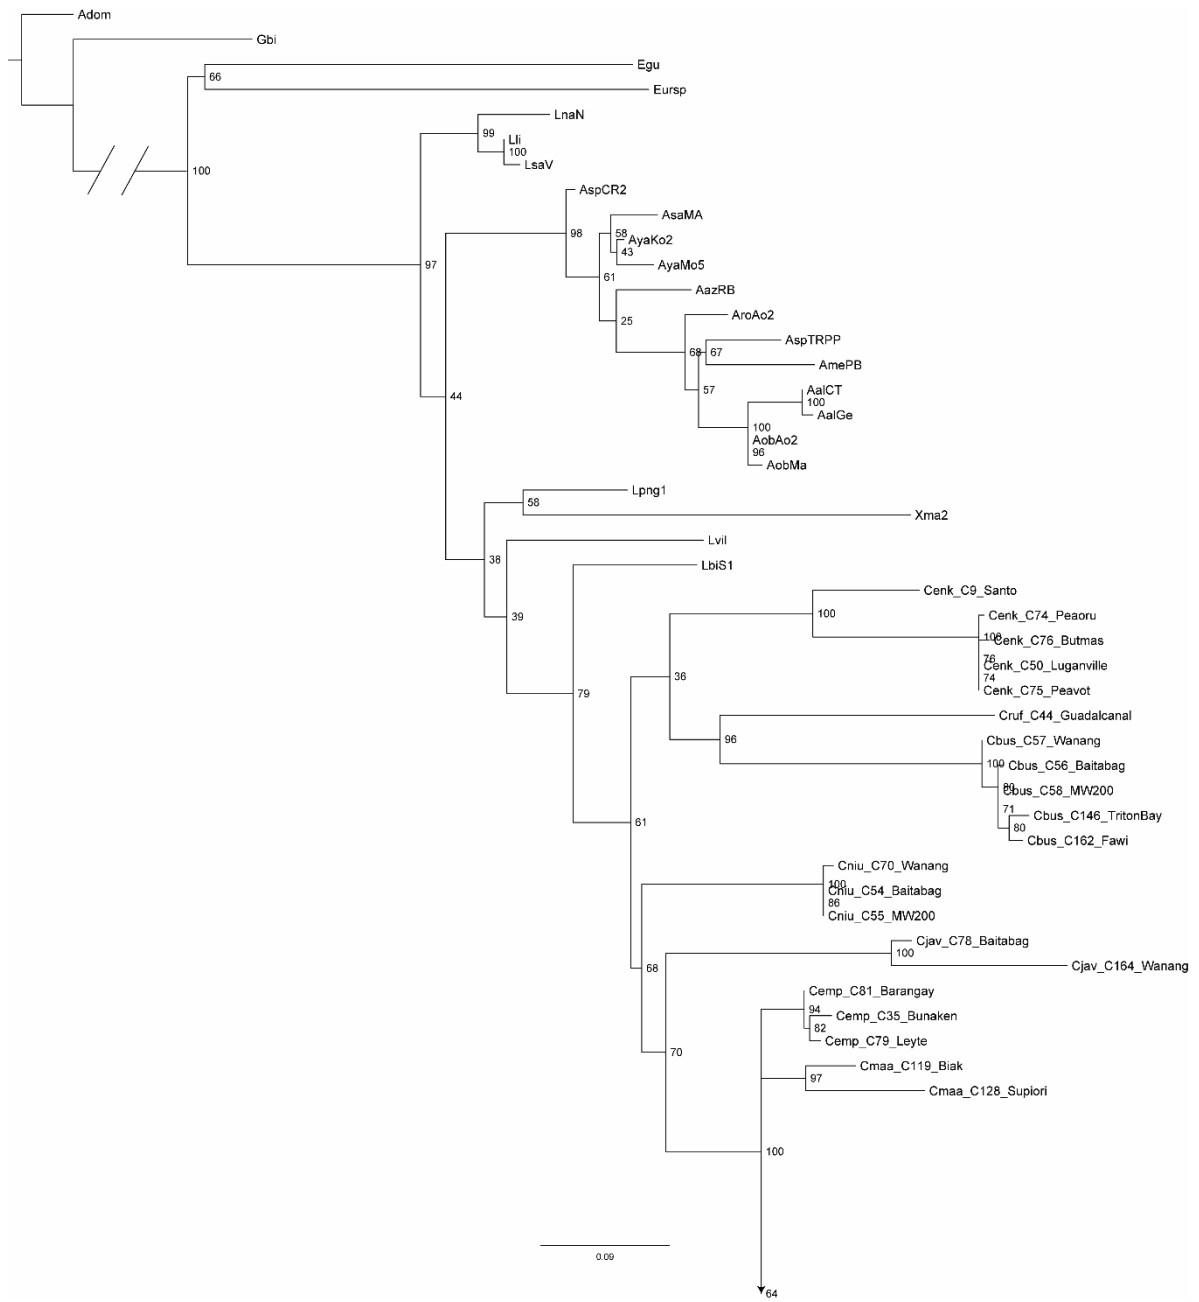 Adom
Gbi
Egu
66
Eursp
LnaN
99
Lli
100
LsaV
100
AspCR2
AsaMA
98
58
AyaKo2
43
97
AyaMo5
61
AazRB
25
AroAo2
AspTRPP
68
67
AmePB
57
AalCT
44
100
AalGe
100
AobAo2
96
AobMa
Lpng1
58
Xma2
Lvil
38
LbiS1
Cenk_C9_Santo
39
100
Cenk_C74_Peaoru
100
Cenk_C76_Butmas
76
Cenk_C50_Luganville
36
74
Cenk_C75_Peavot
79
Cruf_C44_Guadalcanal
96
Cbus_C57_Wanang
100
Cbus_C56_Baitabag
Cbus_C58_MW200
71
Cbus_C146_TritonBay
61
80
Cbus_C162_Fawi
Cniu_C70_Wanang
100
Cniu_C54_Baitabag
86
Cniu_C55_MW200
Cjav_C78_Baitabag
100
68
Cjav_C164_Wanang
Cemp_C81_Barangay
94
Cemp_C35_Bunaken
82
Cemp_C79_Leyte
70
Cmaa_C119_Biak
97
Cmaa_C128_Supiori
100
0.09
64